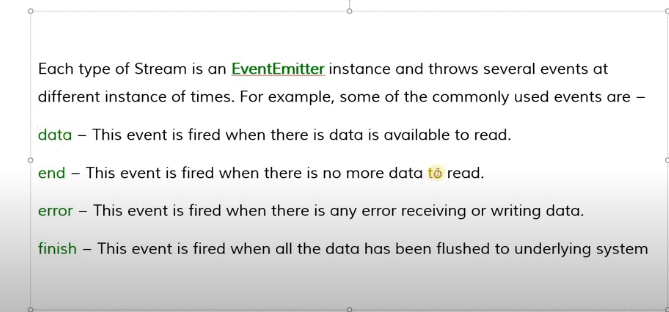 Each type of Stream is an EventEmitter instance and throws several events at
different instance of times. For example, some of the commonly used events are –
data – This event is fired when there is data is available to read.
end – This event is fired when there is no more data to read.
error – This event is fired when there is any error receiving or writing data.
finish – This event is fired when all the data has been flushed to underlying system